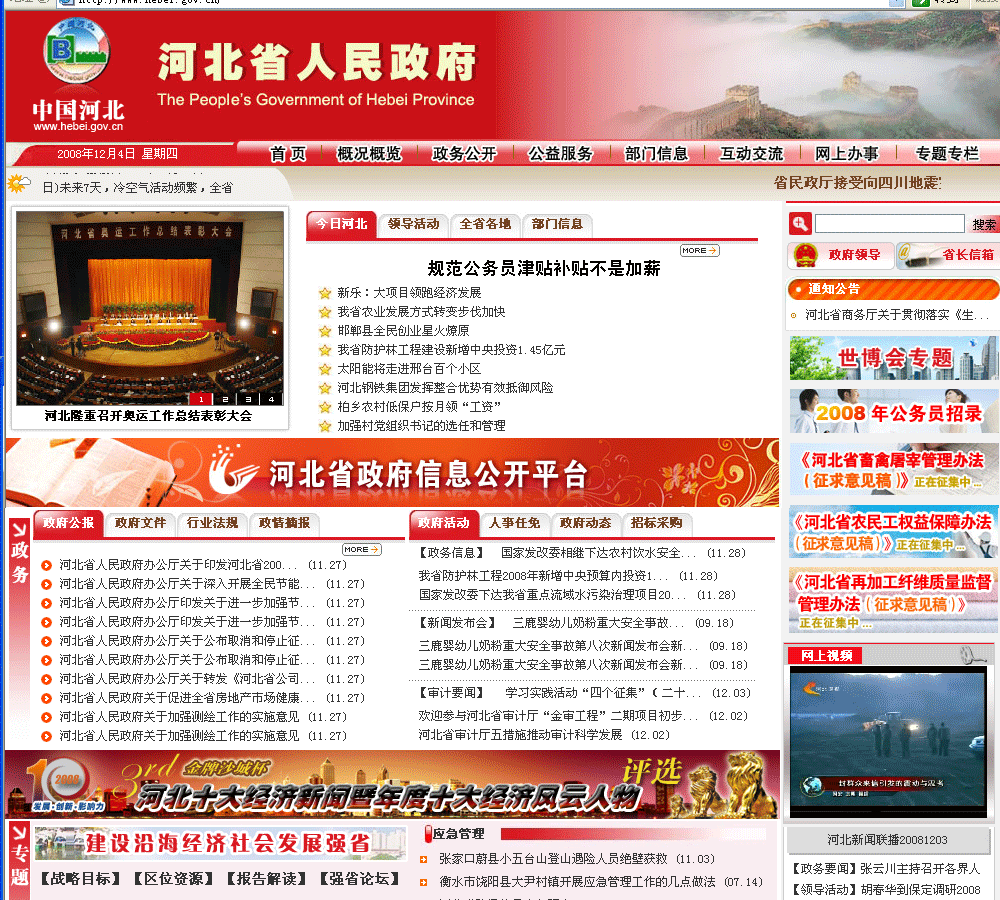 http://www.hebei.gov.cn/
河北省人民政府
The People's Government of Hebei Province
中国河北
www.hebei.gov.cn
2008年12月4日 星期四
首 页 概况概览 政务公开 公益服务 部门信息 互动交流 网上办事 专题专栏
日)未来7天，冷空气活动频繁，全省
省民政厅接受向四川地震
河北省奥运工作总结表彰大会
1 2 3 4
河北隆重召开奥运工作总结表彰大会
今日河北 领导活动 全省各地 部门信息
MORE
规范公务员津贴补贴不是加薪
新乐：大项目领跑经济发展
我省农业发展方式转变步伐加快
邯郸县全民创业星火燎原
我省防护林工程建设新增中央投资1.45亿元
太阳能将走进邢台百个小区
河北钢铁集团发挥整合优势有效抵御风险
柏乡农村低保户按月领“工资”
加强村党组织书记的选任和管理
搜索
政府领导 省长信箱
通知公告
河北省商务厅关于贯彻落实《生...
世博会专题
2008 年公务员招录
《河北省畜禽屠宰管理办法
（征求意见稿）》正在征集中...
《河北省农民工权益保障办法
（征求意见稿）》正在征集中...
《河北省再加工纤维质量监督
管理办法（征求意见稿）》
正在征集中...
河北省政府信息公开平台
政务
政府公报 政府文件 行业法规 政情摘报
MORE
河北省人民政府办公厅关于印发河北省200... (11.27)
河北省人民政府办公厅关于深入开展全民节能... (11.27)
河北省人民政府办公厅印发关于进一步加强节... (11.27)
河北省人民政府办公厅印发关于进一步加强节... (11.27)
河北省人民政府办公厅关于公布取消和停止征... (11.27)
河北省人民政府办公厅关于公布取消和停止征... (11.27)
河北省人民政府办公厅关于转发《河北省公司... (11.27)
河北省人民政府关于促进全省房地产市场健康... (11.27)
河北省人民政府关于加强测绘工作的实施意见 (11.27)
河北省人民政府关于加强测绘工作的实施意见 (11.27)
政府活动 人事任免 政府动态 招标采购
【政务信息】 国家发改委相继下达农村饮水安全... (11.28)
我省防护林工程2008年新增中央预算内投资1... (11.28)
国家发改委下达我省重点流域水污染治理项目20... (11.28)
【新闻发布会】 三鹿婴幼儿奶粉重大安全事故... (09.18)
三鹿婴幼儿奶粉重大安全事故第八次新闻发布会新... (09.18)
三鹿婴幼儿奶粉重大安全事故第八次新闻发布会新... (09.18)
【审计要闻】 学习实践活动“四个征集”（二十... (12.03)
欢迎参与河北省审计厅“金审工程”二期项目初步... (12.02)
河北省审计厅五措施推动审计科学发展 (12.02)
网上视频
河北新闻联播20081203
【政务要闻】张云川主持召开各界人
【领导活动】胡春华到保定调研2008
10
2008
发展·创新·影响力
3rd 金牌沙城杯
河北十大经济新闻暨年度十大经济风云人物
评选
专题
建设沿海经济社会发展强省
【战略目标】 【区位资源】 【报告解读】 【强省论坛】
应急管理
张家口蔚县小五台山登山遇险人员绝壁获救 (11.03)
衡水市饶阳县大尹村镇开展应急管理工作的几点做法 (07.14)